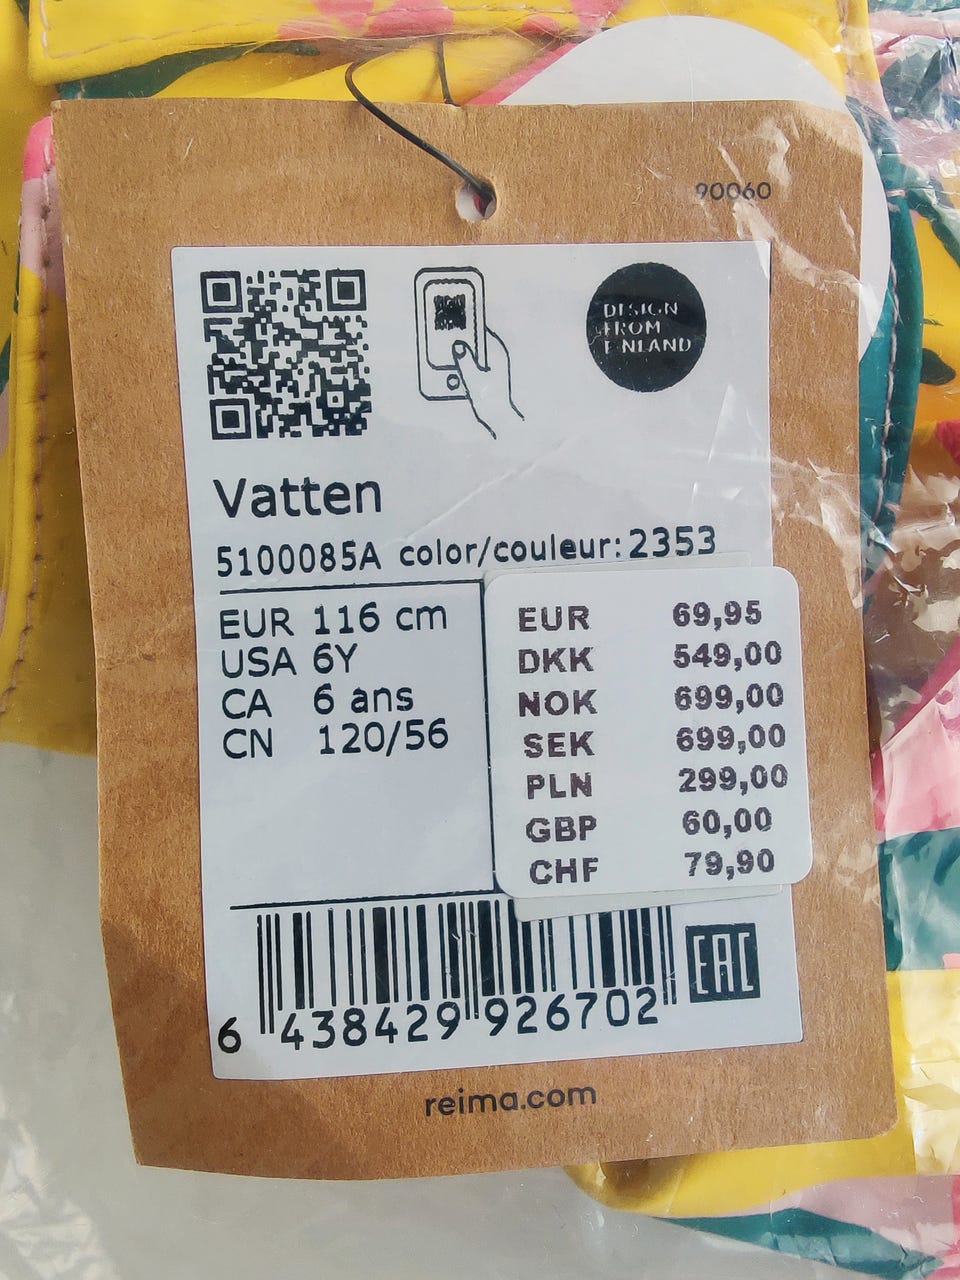 90060
DESIGN
FROM
FINLAND
Vatten
5100085A color/couleur: 2353
EUR 116 cm
USA 6Y
CA 6 ans
CN 120/56
EUR 69,95
DKK 549,00
NOK 699,00
SEK 699,00
PLN 299,00
GBP 60,00
CHF 79,90
6 438429 926702
EAC
reima.com